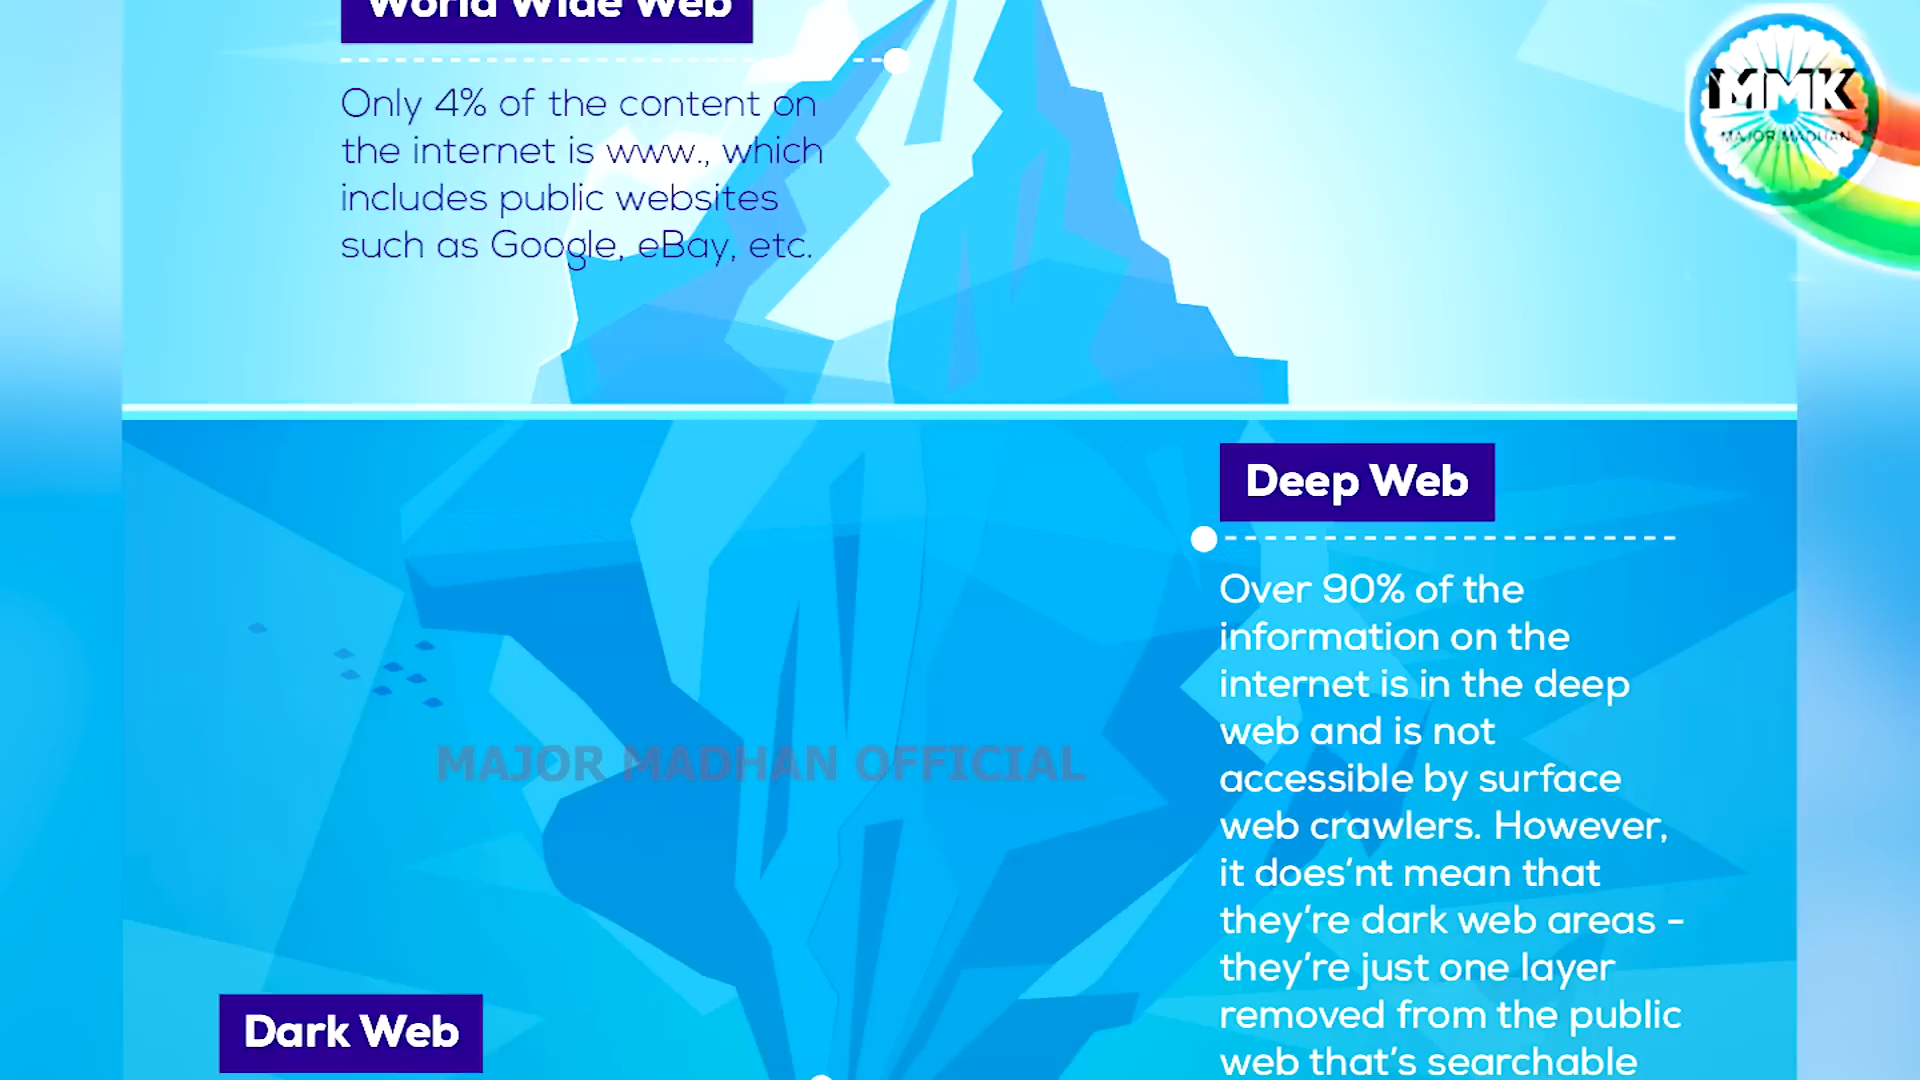 World Wide Web
Only 4% of the content on
the internet is www., which
includes public websites
such as Google, eBay, etc.
MMK
MAJOR MADHAN
Deep Web
Over 90% of the
information on the
internet is in the deep
web and is not
accessible by surface
web crawlers. However,
it does'nt mean that
they're dark web areas -
they're just one layer
removed from the public
web that's searchable
MAJOR MADHAN OFFICIAL
Dark Web